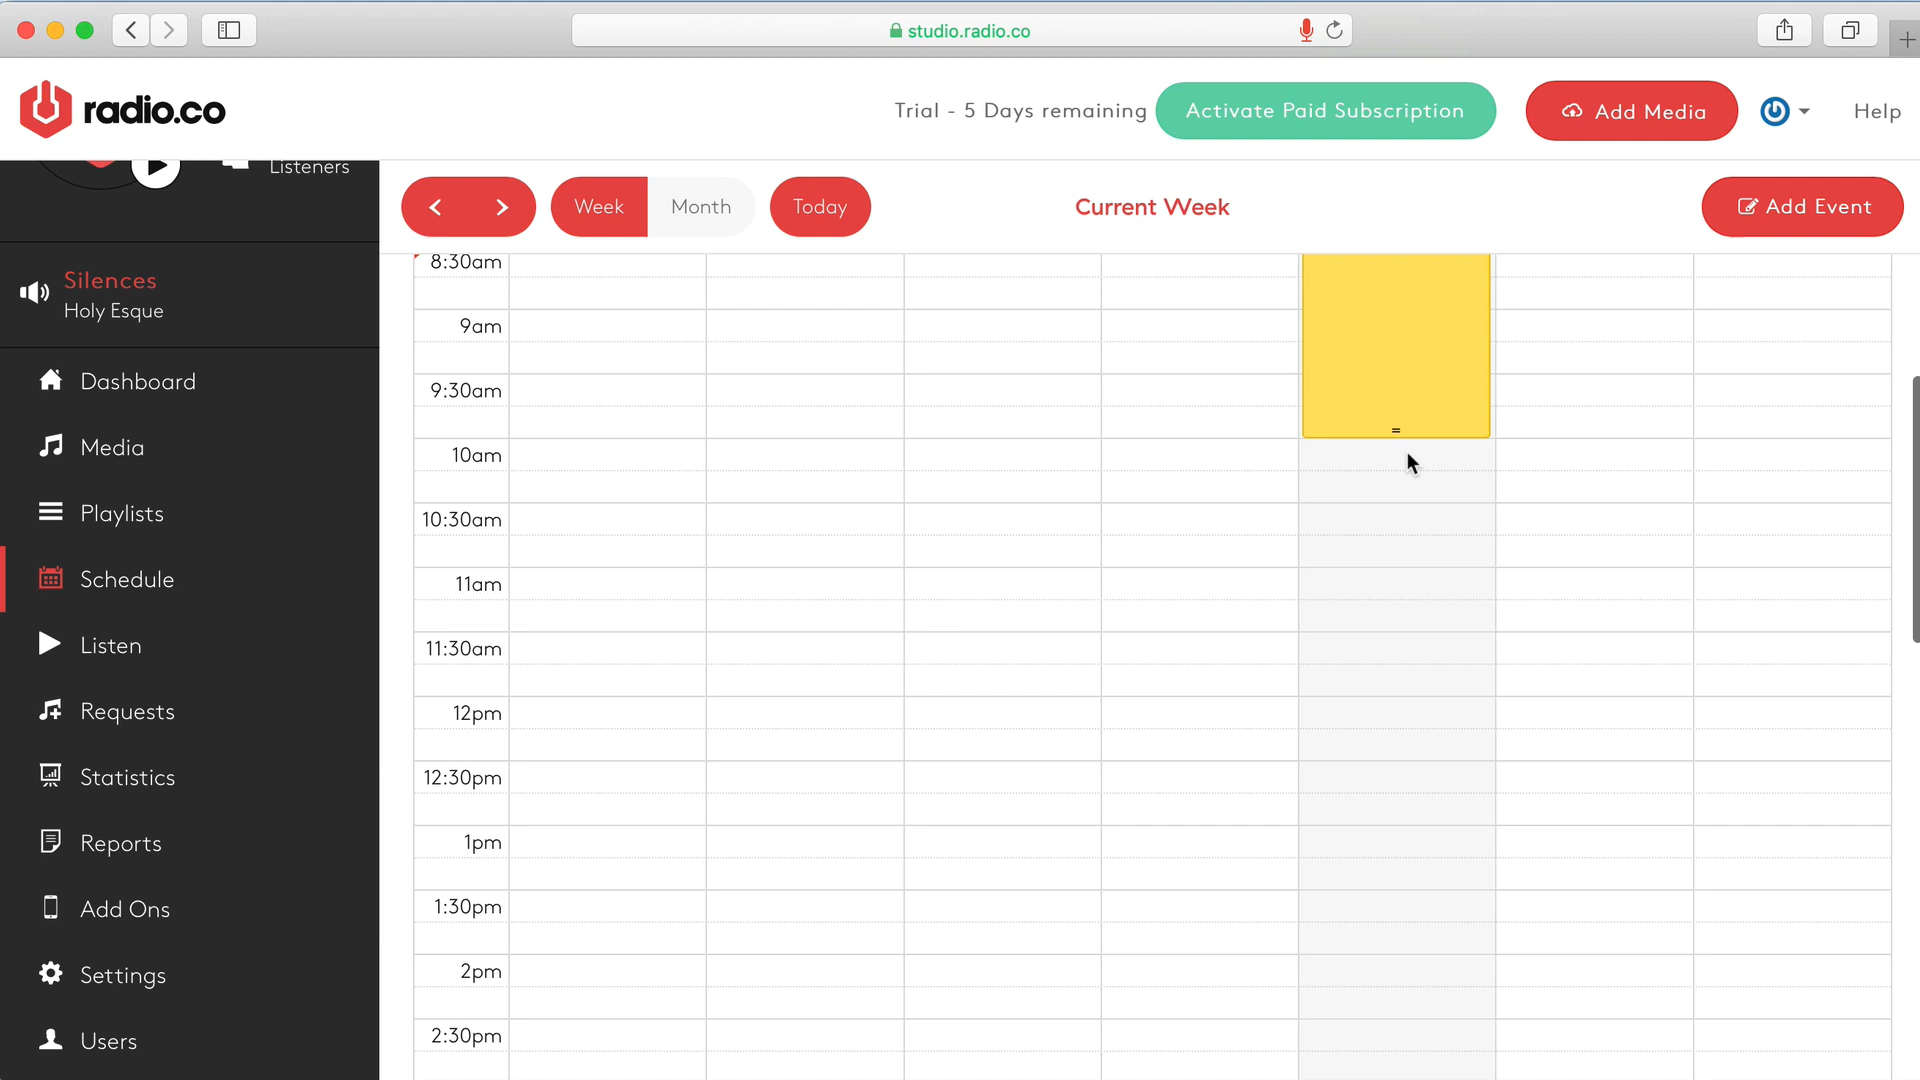 studio.radio.co
radio.co
Trial - 5 Days remaining
Activate Paid Subscription
Add Media
Help
Listeners
Silences
Holy Esque
Dashboard
Media
Playlists
Schedule
Listen
Requests
Statistics
Reports
Add Ons
Settings
Users
Week
Month
Today
Current Week
Add Event
8:30am
9am
9:30am
10am
10:30am
11am
11:30am
12pm
12:30pm
1pm
1:30pm
2pm
2:30pm